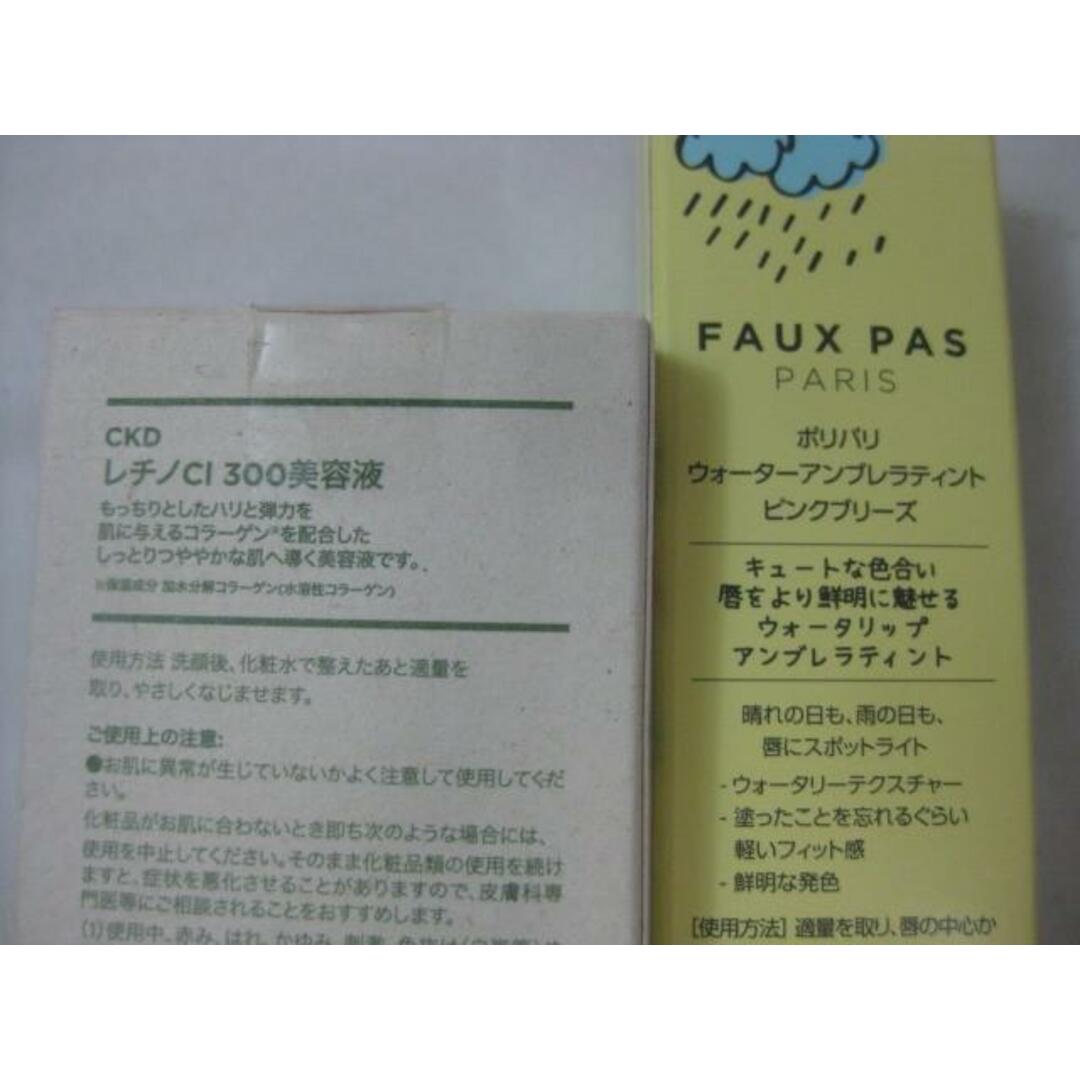 CKD
レチノCI 300美容液
もっちりとしたハリと弾力を
肌に与えるコラーゲン※を配合した
しっとりつややかな肌へ導く美容液です。
※保湿成分 加水分解コラーゲン(水溶性コラーゲン)
使用方法 洗顔後、化粧水で整えたあと適量を
取り、やさしくなじませます。
ご使用上の注意:
●お肌に異常が生じていないかよく注意して使用してくだ
さい。
化粧品がお肌に合わないとき即ち次のような場合には、
使用を中止してください。そのまま化粧品類の使用を続け
ますと、症状を悪化させることがありますので、皮膚科専
門医等にご相談されることをおすすめします。
(1)使用中、赤み、はれ、かゆみ、刺激、
FAUX PAS
PARIS
ポリパリ
ウォーターアンブレラティント
ピンクブリーズ
キュートな色合い
唇をより鮮明に魅せる
ウォータリップ
アンブレラティント
晴れの日も、雨の日も、
唇にスポットライト
- ウォータリーテクスチャー
- 塗ったことを忘れるぐらい
軽いフィット感
- 鮮明な発色
[使用方法] 適量を取り、唇の中心か